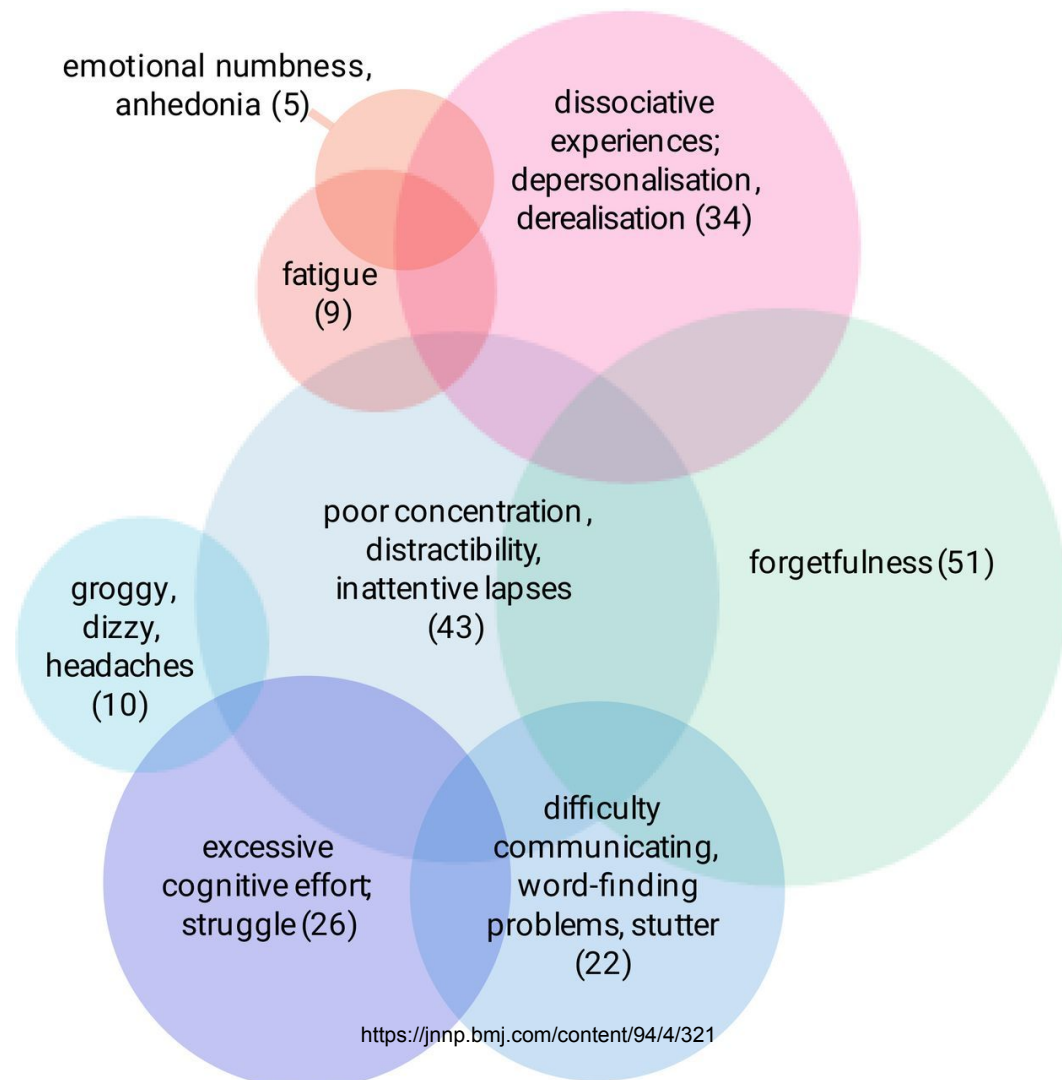 emotional numbness,
anhedonia (5)
dissociative
experiences;
depersonalisation,
derealisation (34)
fatigue
(9)
poor concentration,
distractibility,
inattentive lapses
(43)
forgetfulness (51)
groggy,
dizzy,
headaches
(10)
excessive
cognitive effort;
struggle (26)
difficulty
communicating,
word-finding
problems, stutter
(22)
https://jnnp.bmj.com/content/94/4/321